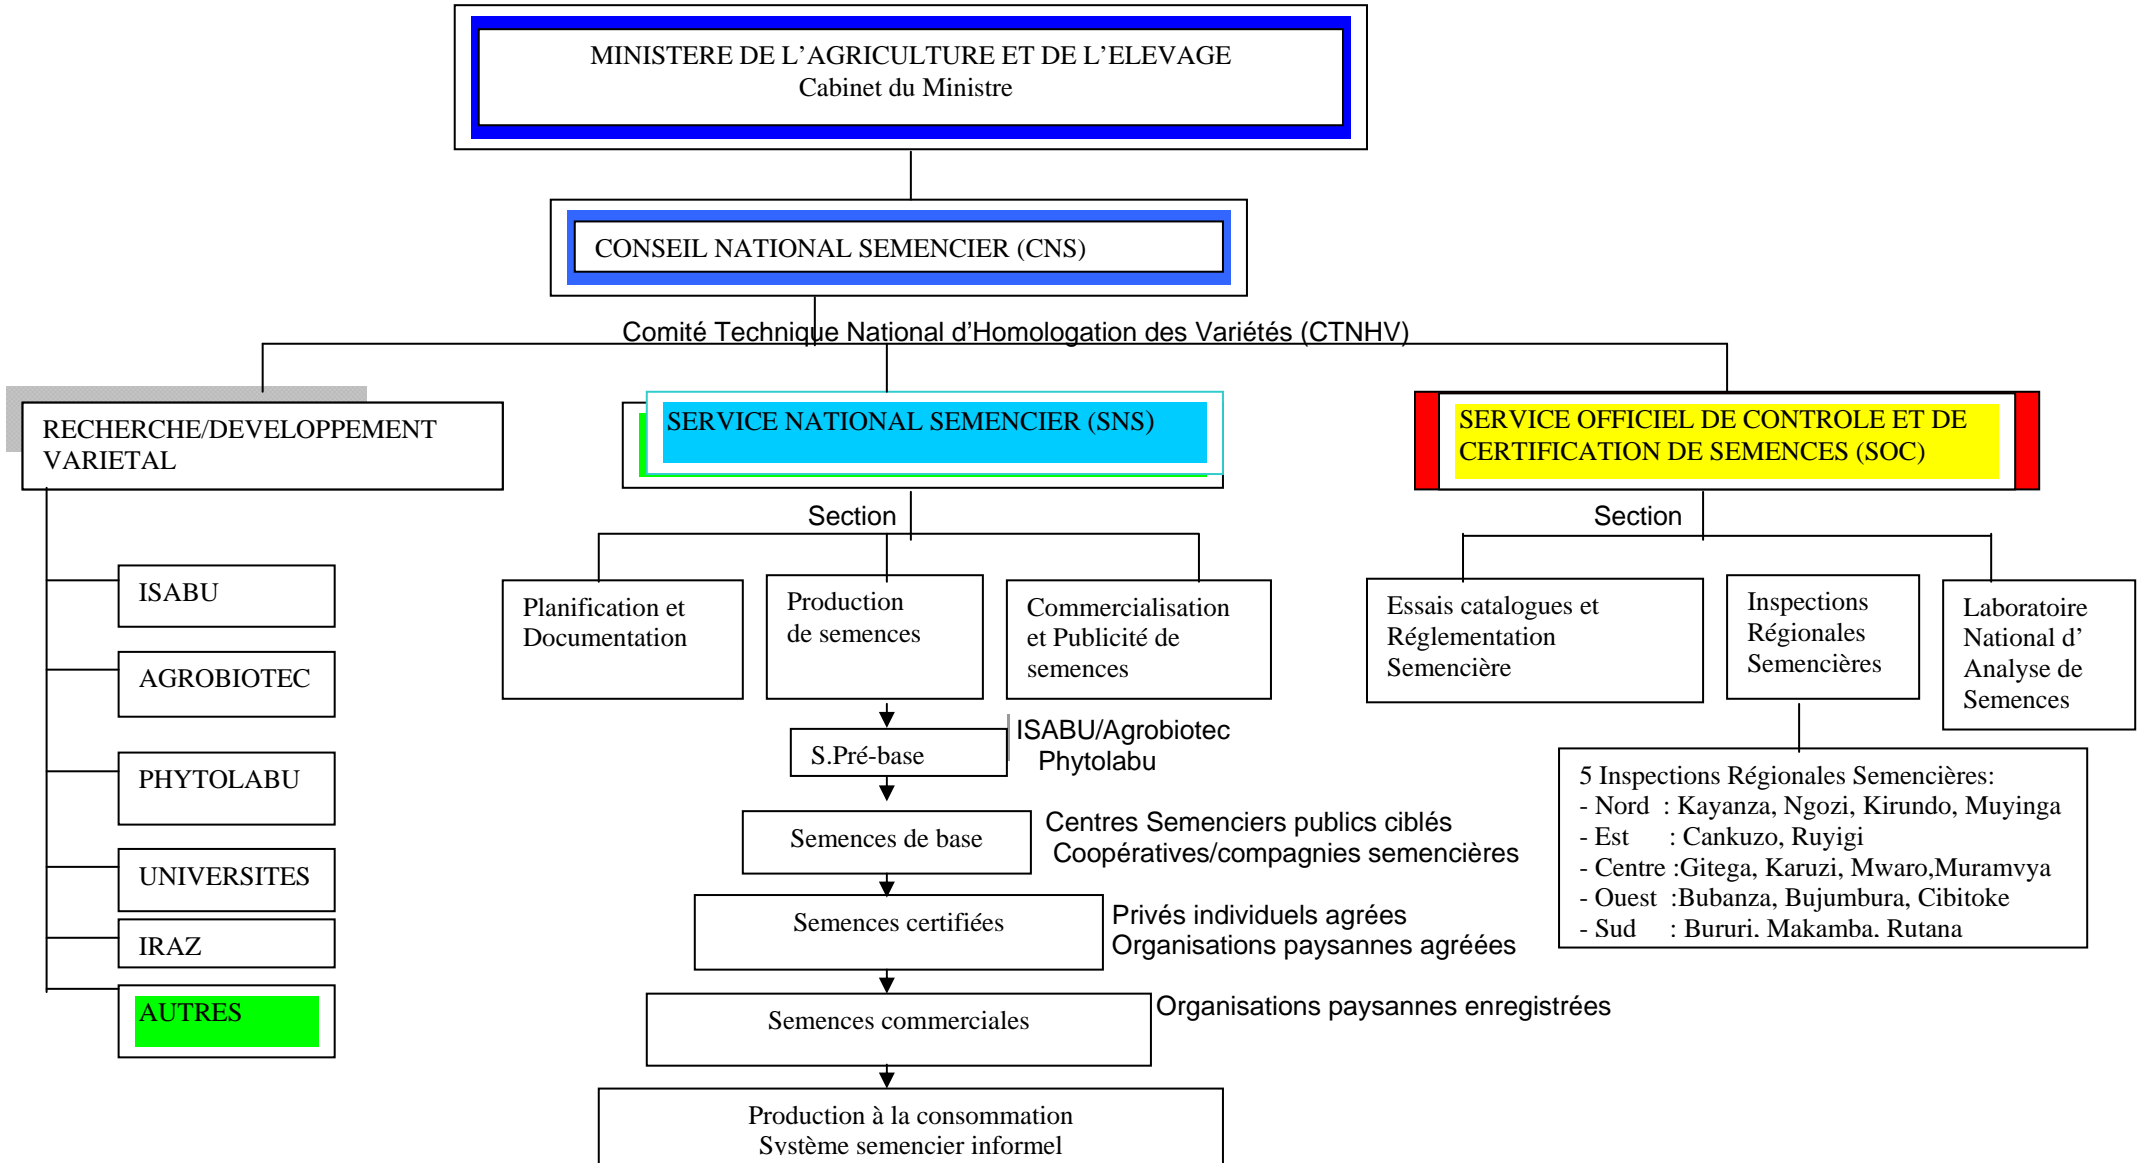 MINISTERE DE L’AGRICULTURE ET DE L’ELEVAGE
Cabinet du Ministre
CONSEIL NATIONAL SEMENCIER (CNS)
Comité Technique National d’Homologation des Variétés (CTNHV)
RECHERCHE/DEVELOPPEMENT
VARIETAL
ISABU
AGROBIOTEC
PHYTOLABU
UNIVERSITES
IRAZ
AUTRES
SERVICE NATIONAL SEMENCIER (SNS)
Section
Planification et
Documentation
Production
de semences
Commercialisation
et Publicité de
semences
S.Pré-base
ISABU/Agrobiotec
Phytolabu
Semences de base
Centres Semenciers publics ciblés
Coopératives/compagnies semencières
Semences certifiées
Privés individuels agrées
Organisations paysannes agréées
Semences commerciales
Organisations paysannes enregistrées
Production à la consommation
Système semencier informel
SERVICE OFFICIEL DE CONTROLE ET DE
CERTIFICATION DE SEMENCES (SOC)
Section
Essais catalogues et
Réglementation
Semencière
Inspections
Régionales
Semencières
Laboratoire
National d’
Analyse de
Semences
5 Inspections Régionales Semencières:
- Nord : Kayanza, Ngozi, Kirundo, Muyinga
- Est : Cankuzo, Ruyigi
- Centre :Gitega, Karuzi, Mwaro,Muramvya
- Ouest :Bubanza, Bujumbura, Cibitoke
- Sud : Bururi, Makamba, Rutana